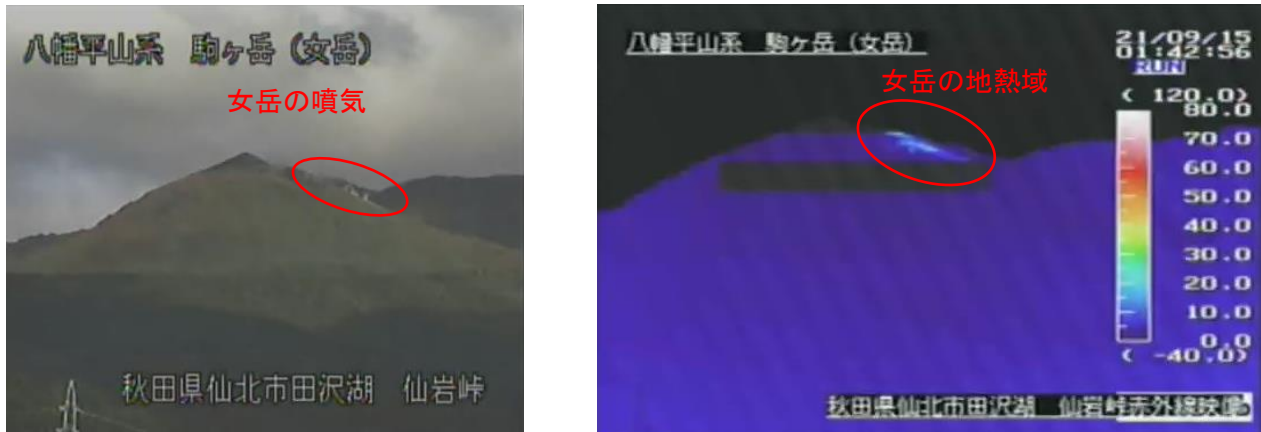 八幡平山系 駒ヶ岳（女岳）
女岳の噴気
秋田県仙北市田沢湖 仙岩峠
八幡平山系 駒ヶ岳（女岳）
21/09/15
01:42:56
RUN
女岳の地熱域
( 120.0)
80.0
70.0
60.0
50.0
40.0
30.0
20.0
10.0
0.0
( -40.0)
秋田県仙北市田沢湖 仙岩峠赤外線映像